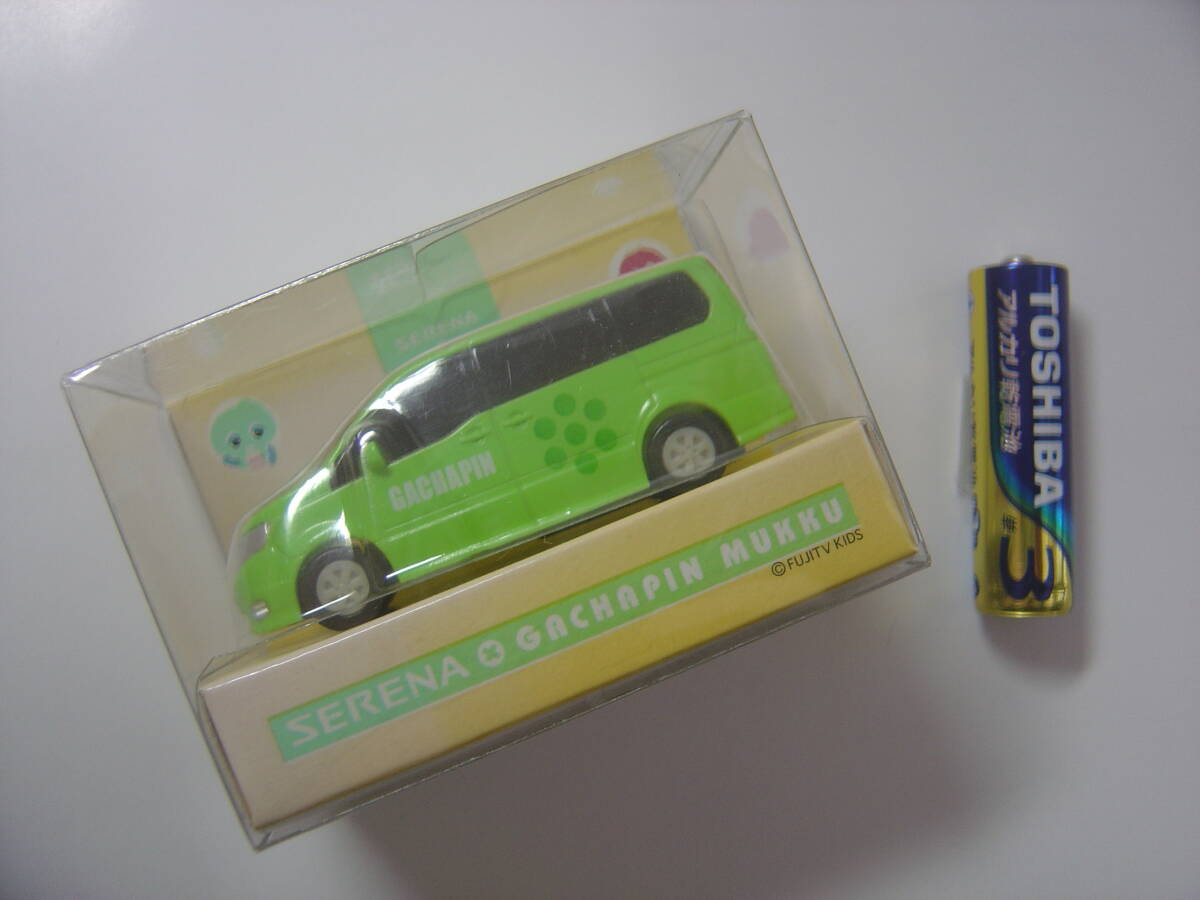 SERENA
GACHAPIN
SERENA × GACHAPIN MUKKU
©FUJITV KIDS
TOSHIBA
アルカリ乾電池
単3